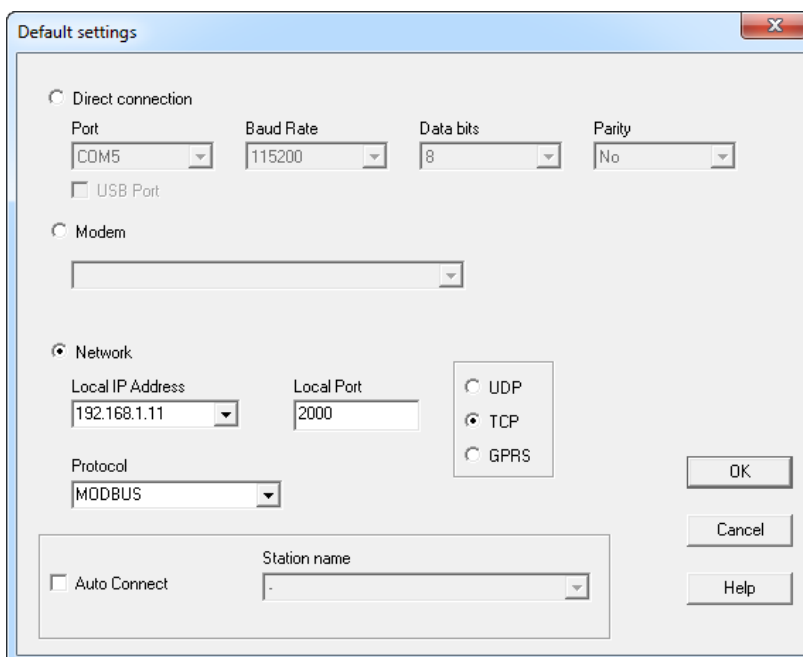 Default settings
Direct connection
Port Baud Rate Data bits Parity
COM5 115200 8 No
USB Port
Modem
Network
Local IP Address Local Port
192.168.1.11 2000
UDP
TCP
GPRS
Protocol
MODBUS
OK
Cancel
Help
Station name
Auto Connect -